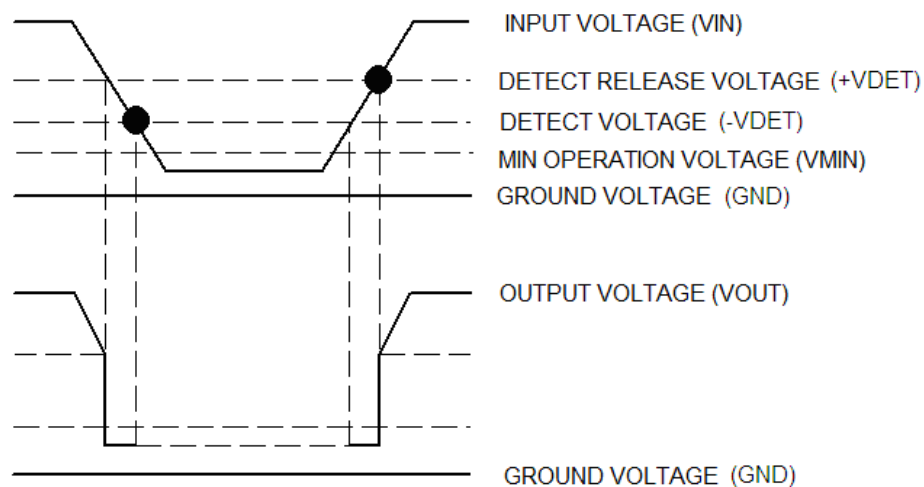 INPUT VOLTAGE (VIN)
DETECT RELEASE VOLTAGE (+VDET)
DETECT VOLTAGE (-VDET)
MIN OPERATION VOLTAGE (VMIN)
GROUND VOLTAGE (GND)
OUTPUT VOLTAGE (VOUT)
GROUND VOLTAGE (GND)